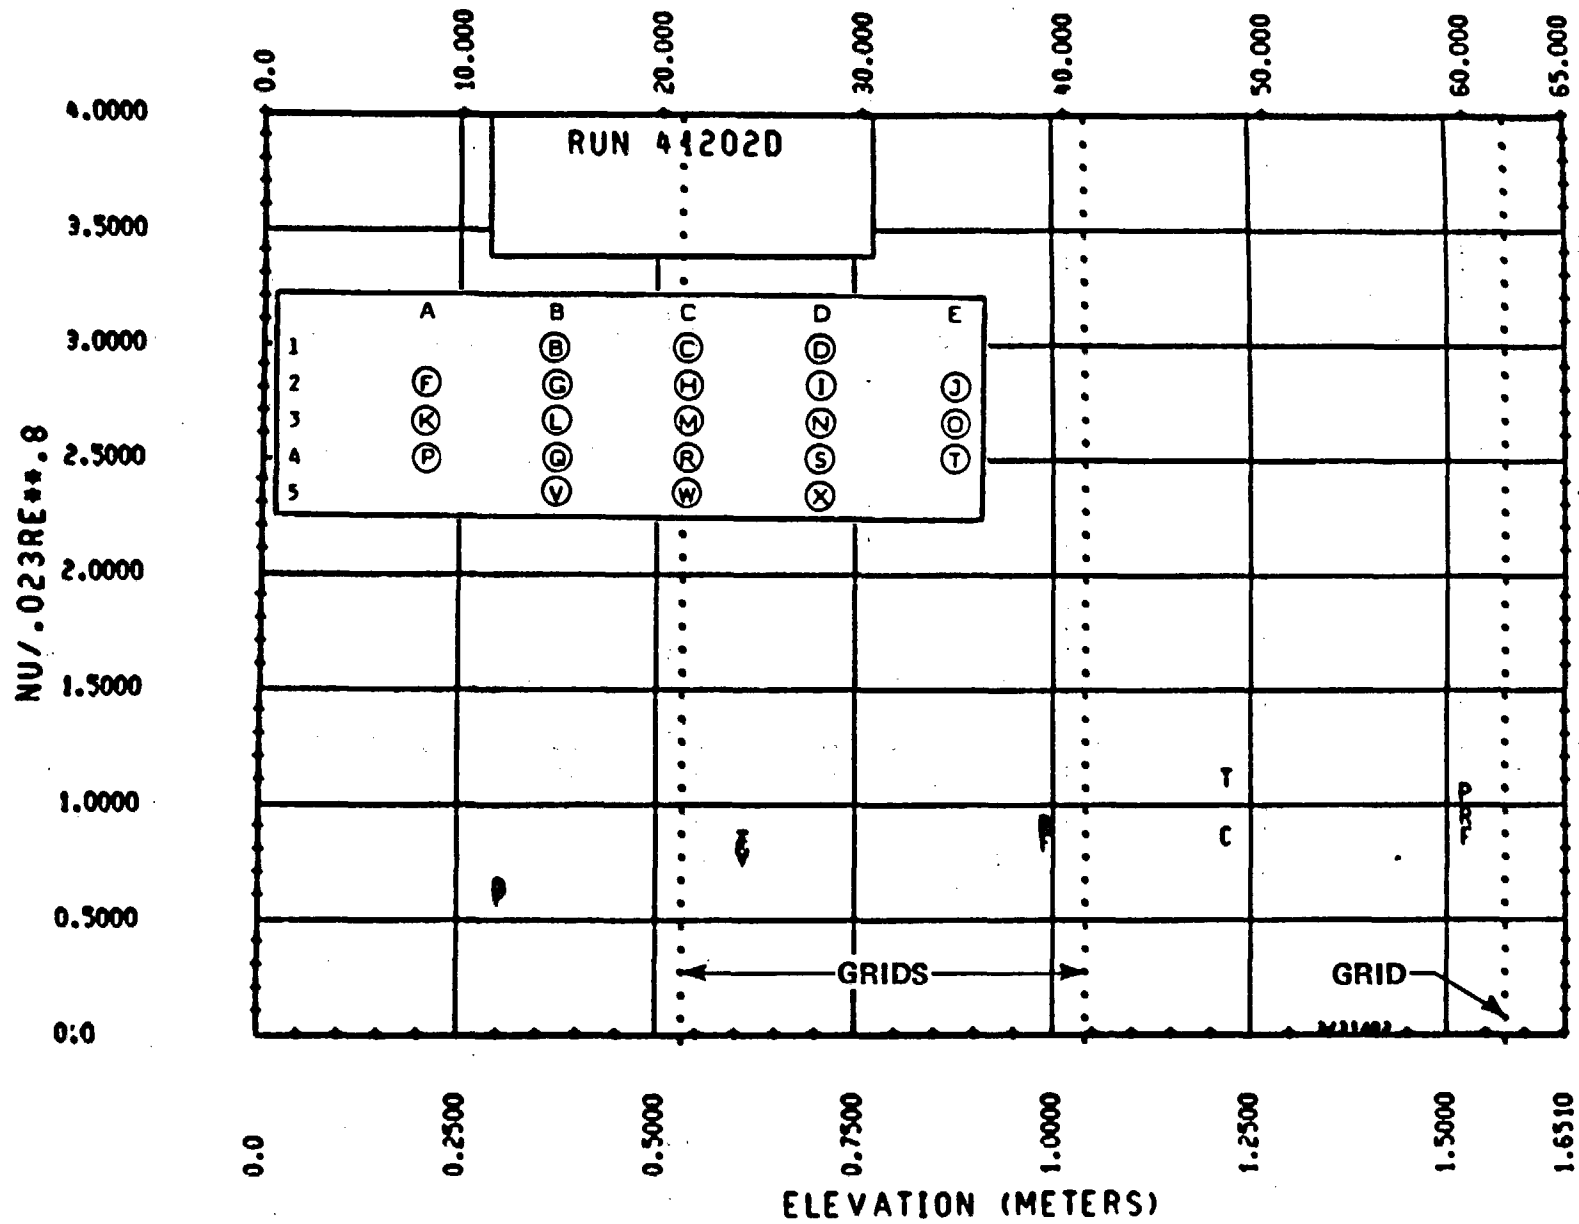 0.0 10.000 20.000 30.000 40.000 50.000 60.000 65.000
4.0000
RUN 41202D
3.5000
A B C D E
3.0000
1 B C D
2 F G H I J
3 K L M N O
2.5000
4 P Q R S T
5 V W X
NU/.023RE**.8
2.0000
1.5000
T
1.0000
P
R
C
F
0.5000
GRIDS
GRID
0.0
0.0 0.2500 0.5000 0.7500 1.0000 1.2500 1.5000 1.6510
ELEVATION (METERS)